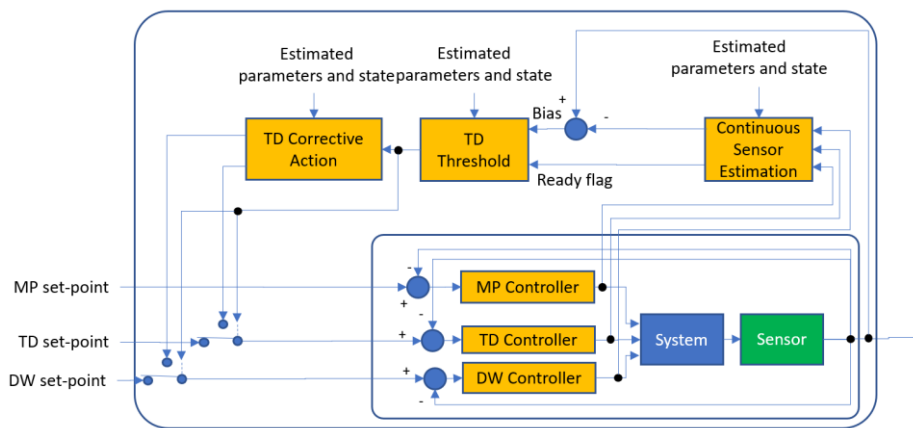 Estimated
parameters and state
Estimated
parameters and state
Estimated
parameters and state
+
-
Bias
TD Corrective
Action
TD
Threshold
Continuous
Sensor
Estimation
Ready flag
-
MP set-point
MP Controller
+
-
TD set-point
+
TD Controller
System
Sensor
DW set-point
+
DW Controller
-